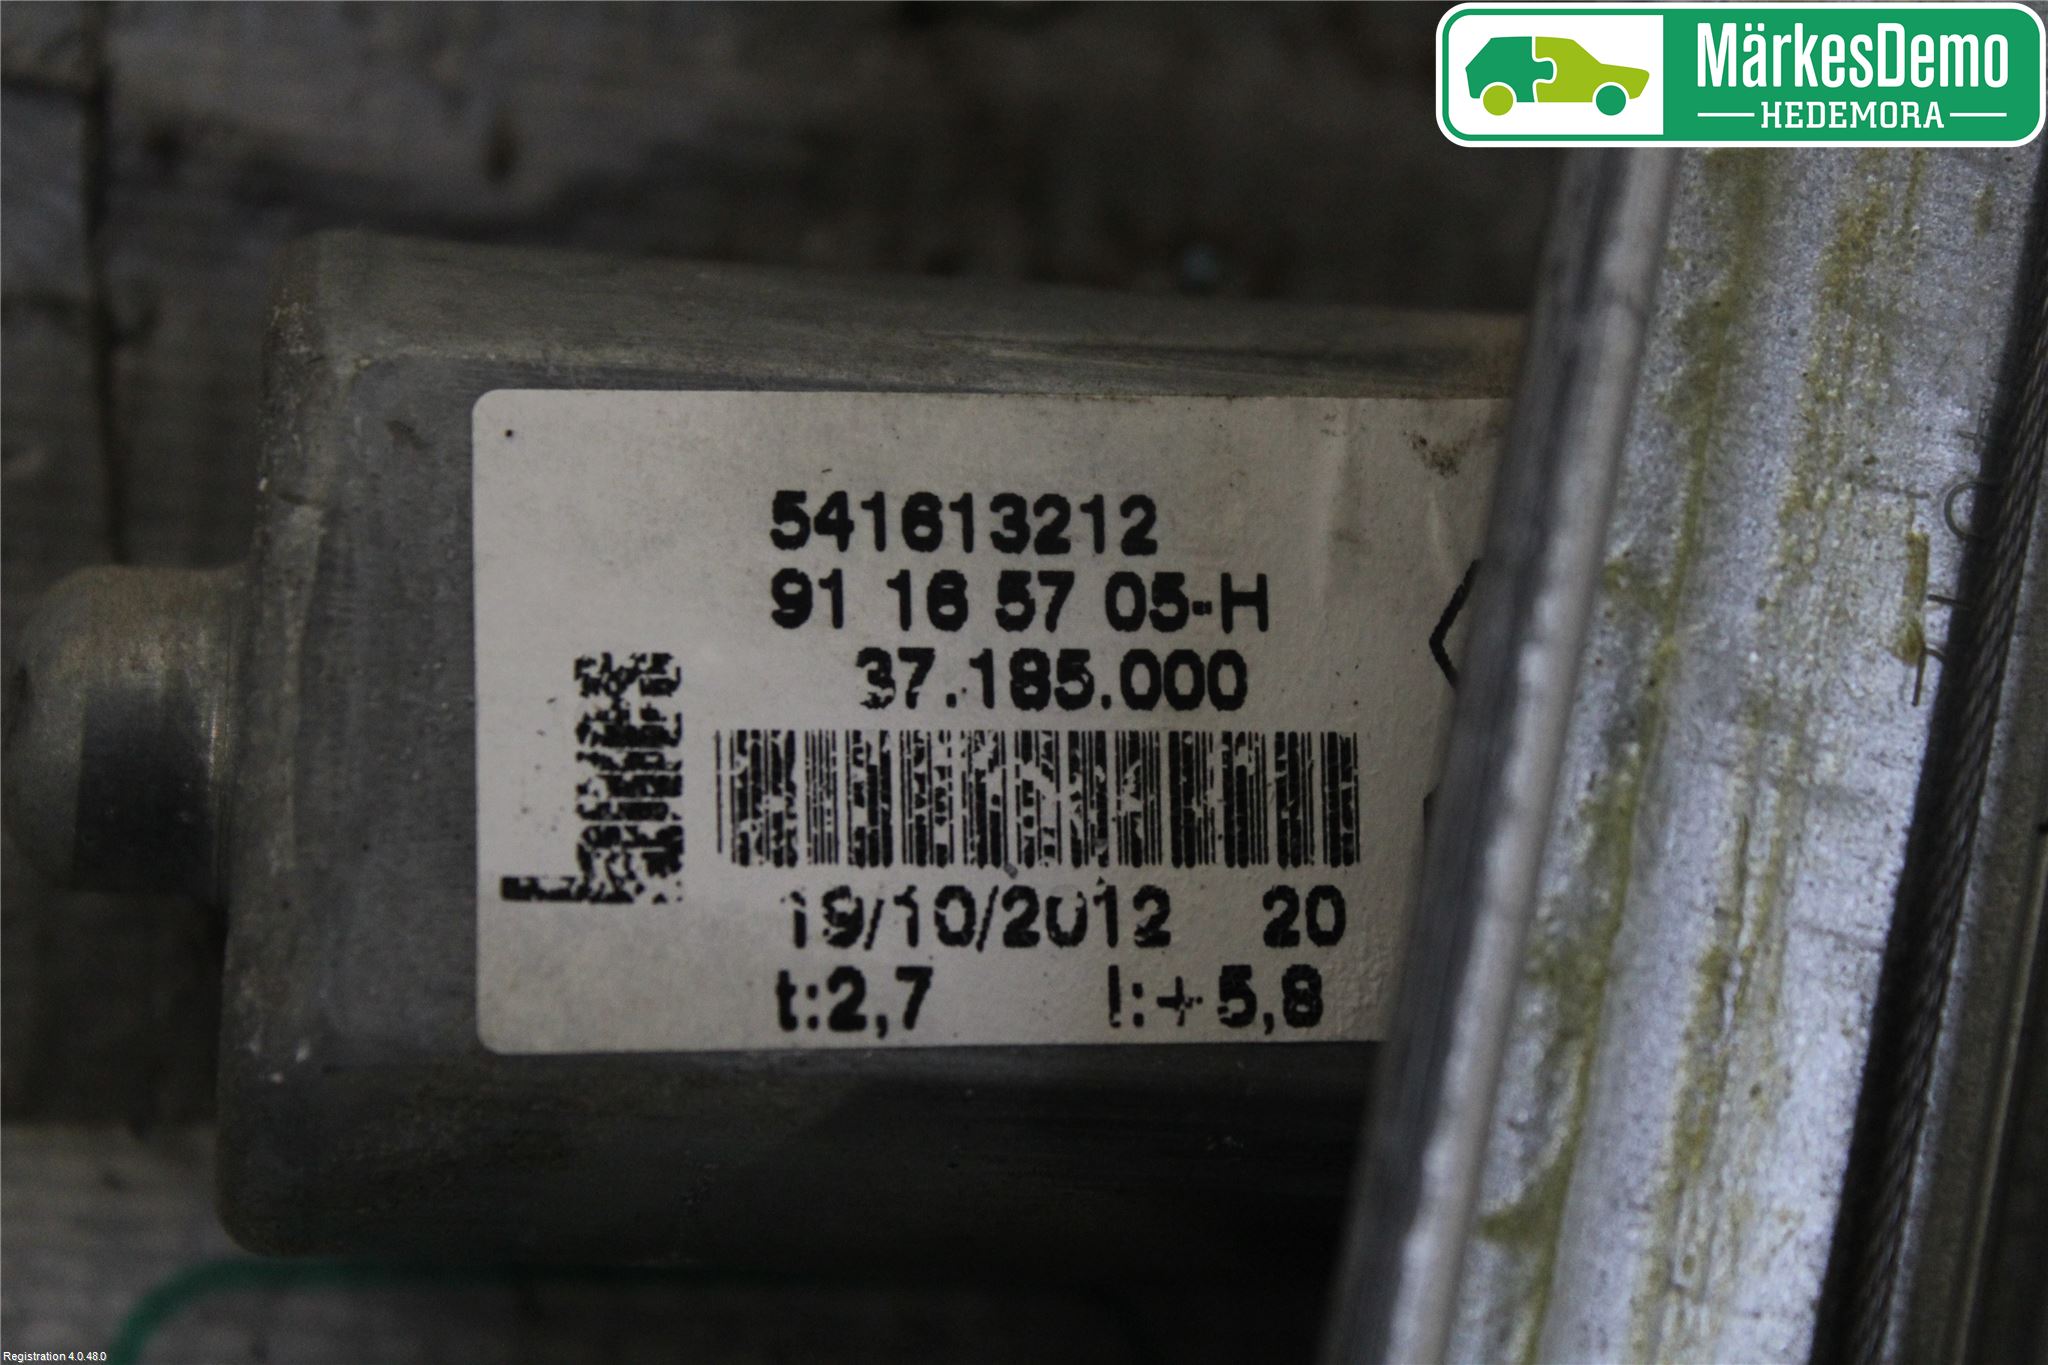 MärkesDemo
HEDEMORA
541613212
91 16 57 05-H
37.185.000
19/10/2012 20
t:2,7 l:+5,8
Registration 4.0.48.0